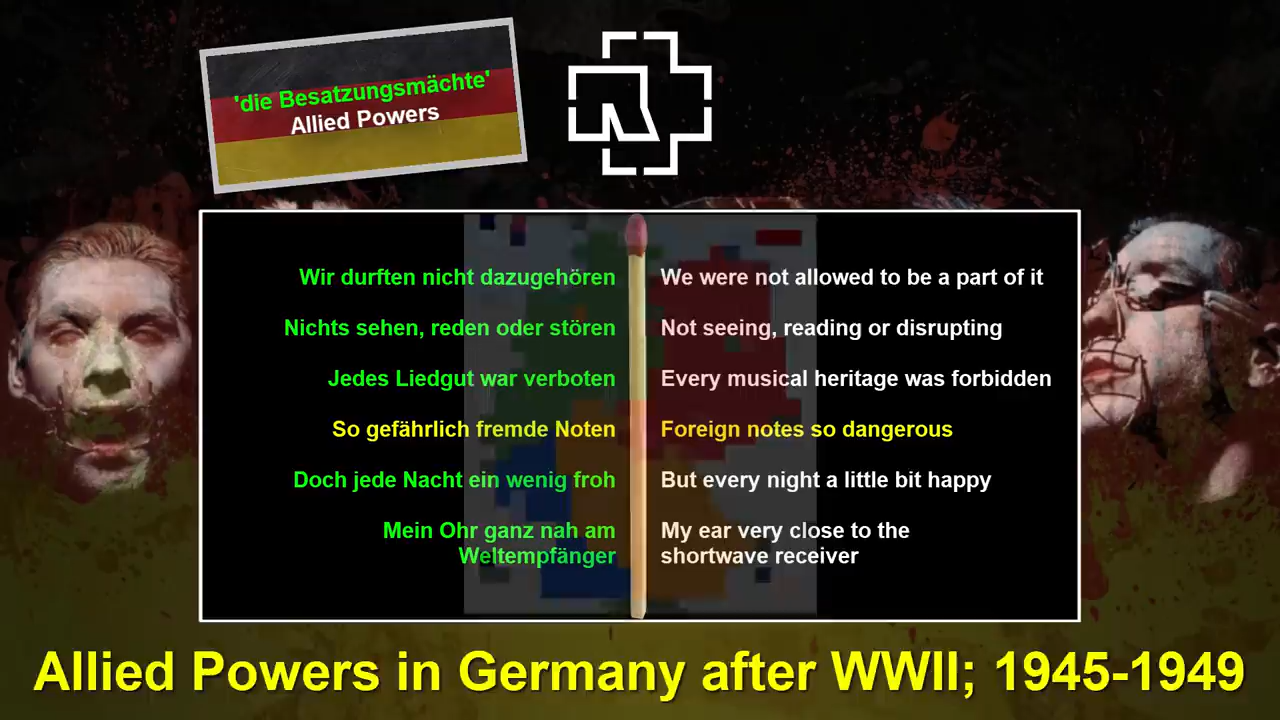 'die Besatzungsmächte'
Allied Powers
Wir durften nicht dazugehören
We were not allowed to be a part of it
Nichts sehen, reden oder stören
Not seeing, reading or disrupting
Jedes Liedgut war verboten
Every musical heritage was forbidden
So gefährlich fremde Noten
Foreign notes so dangerous
Doch jede Nacht ein wenig froh
But every night a little bit happy
Mein Ohr ganz nah am
Weltempfänger
My ear very close to the
shortwave receiver
Allied Powers in Germany after WWII; 1945-1949